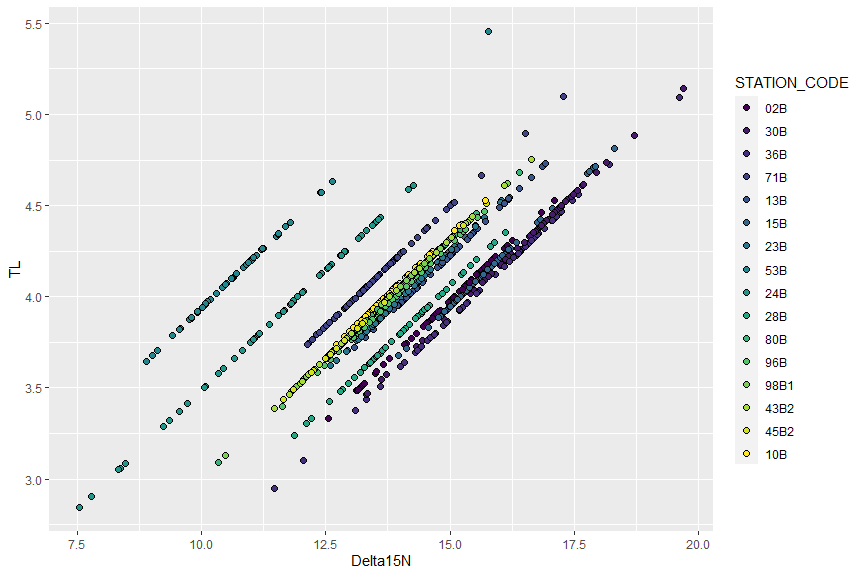 5.5
5.0
4.5
4.0
3.5
3.0
TL
7.5 10.0 12.5 15.0 17.5 20.0
Delta15N
STATION_CODE
02B
30B
36B
71B
13B
15B
23B
53B
24B
28B
80B
96B
98B1
43B2
45B2
10B